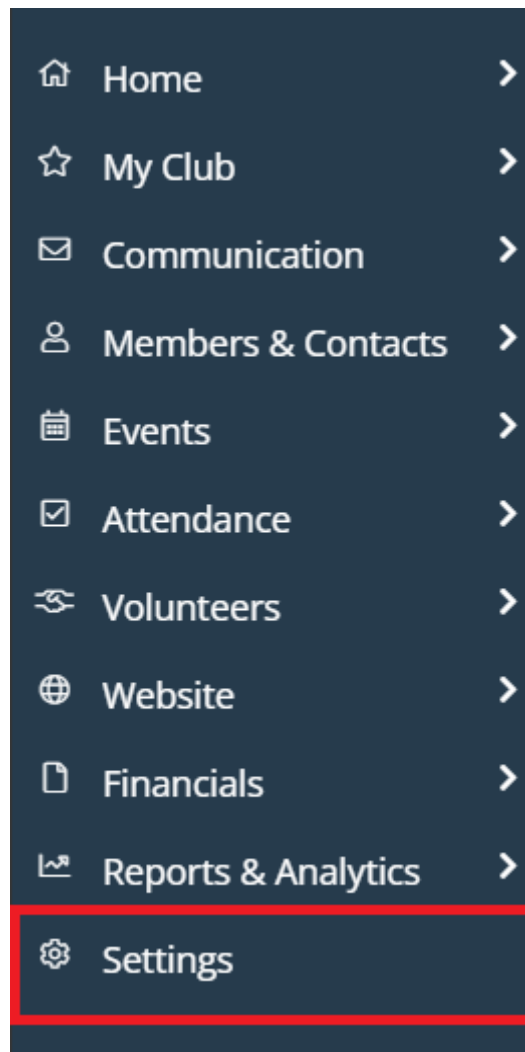 Home
My Club
Communication
Members & Contacts
Events
Attendance
Volunteers
Website
Financials
Reports & Analytics
Settings